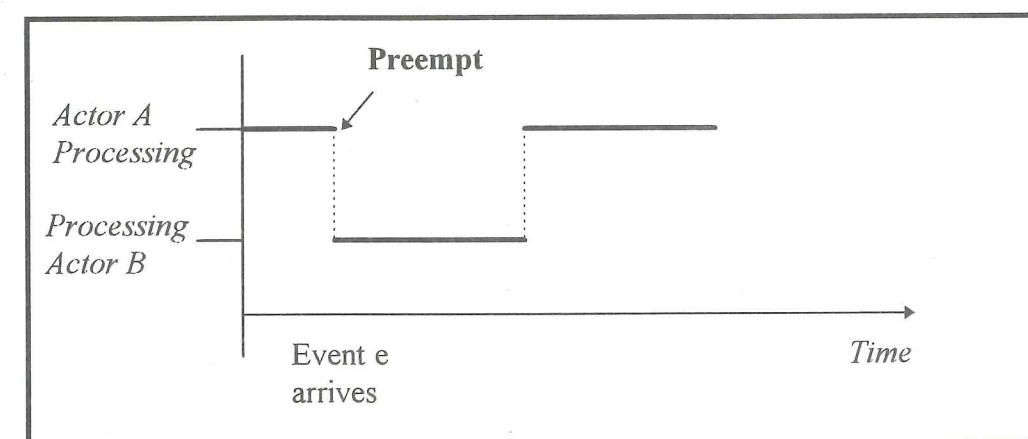 Preempt
Actor A
Processing
Processing
Actor B
Event e
arrives
Time